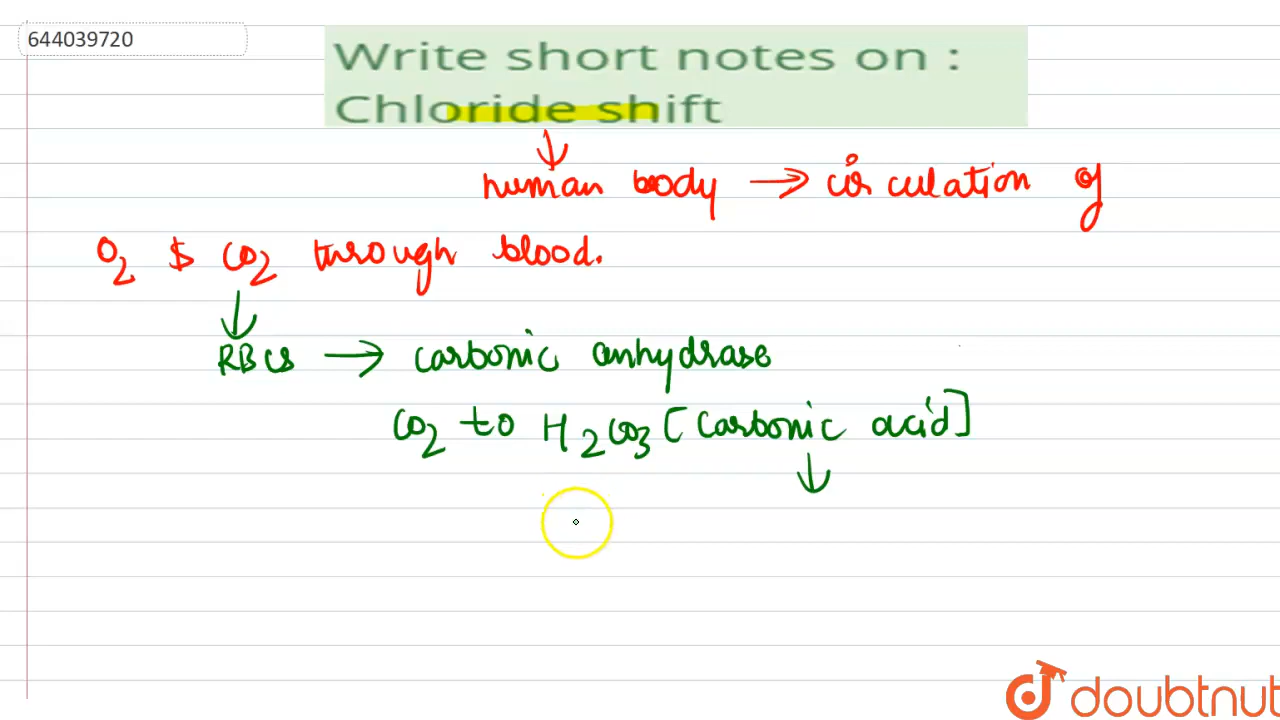 644039720
Write short notes on :
Chloride shift
human body → circulation of
O2 & CO2 through blood.
RBCs → carbonic anhydrase
CO2 to H2CO3 [Carbonic acid]
doubtnut